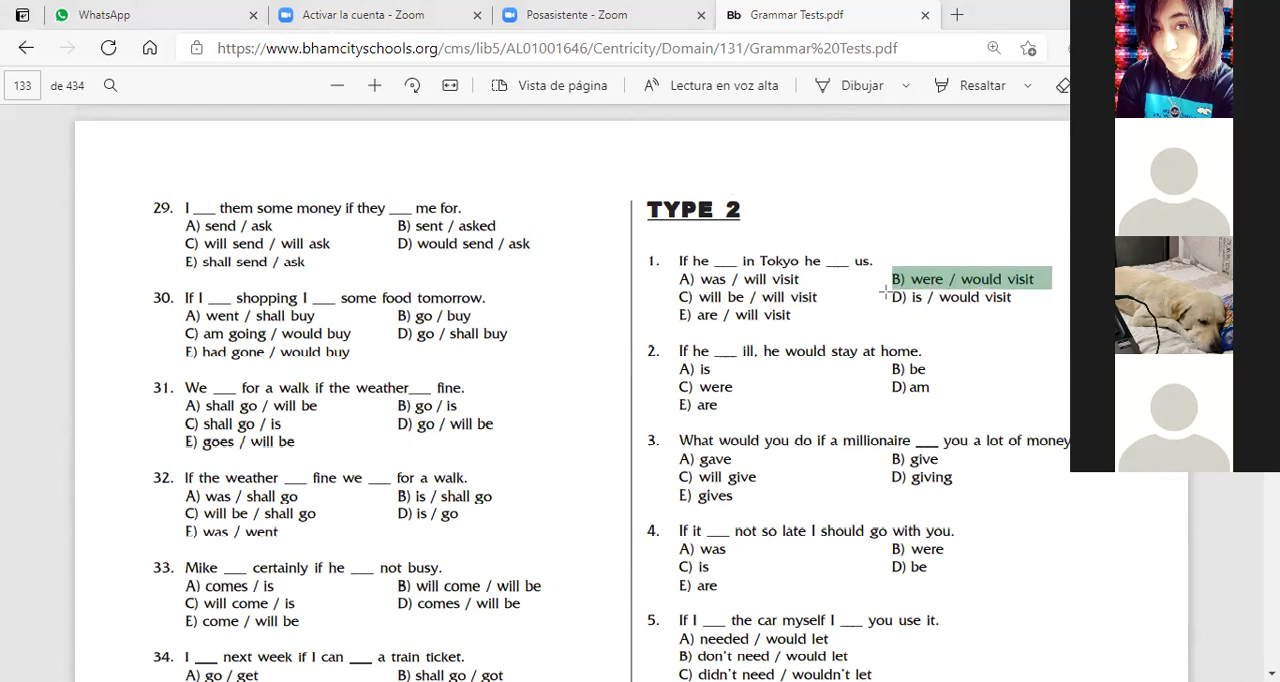 WhatsApp
Activar la cuenta - Zoom
Posasistente - Zoom
Bb Grammar Tests.pdf
https://www.bhamcityschools.org/cms/lib5/AL01001646/Centricity/Domain/131/Grammar%20Tests.pdf
133 de 434
Vista de página
Lectura en voz alta
Dibujar
Resaltar
29. I ___ them some money if they ___ me for.
A) send / ask B) sent / asked
C) will send / will ask D) would send / ask
E) shall send / ask
30. If I ___ shopping I ___ some food tomorrow.
A) went / shall buy B) go / buy
C) am going / would buy D) go / shall buy
E) had gone / would buy
31. We ___ for a walk if the weather___ fine.
A) shall go / will be B) go / is
C) shall go / is D) go / will be
E) goes / will be
32. If the weather ___ fine we ___ for a walk.
A) was / shall go B) is / shall go
C) will be / shall go D) is / go
E) was / went
33. Mike ___ certainly if he ___ not busy.
A) comes / is B) will come / will be
C) will come / is D) comes / will be
E) come / will be
34. I ___ next week if I can ___ a train ticket.
A) go / get B) shall go / got
TYPE 2
1. If he ___ in Tokyo he ___ us.
A) was / will visit B) were / would visit
C) will be / will visit D) is / would visit
E) are / will visit
2. If he ___ ill, he would stay at home.
A) is B) be
C) were D) am
E) are
3. What would you do if a millionaire ___ you a lot of money
A) gave B) give
C) will give D) giving
E) gives
4. If it ___ not so late I should go with you.
A) was B) were
C) is D) be
E) are
5. If I ___ the car myself I ___ you use it.
A) needed / would let
B) don't need / would let
C) didn't need / wouldn't let